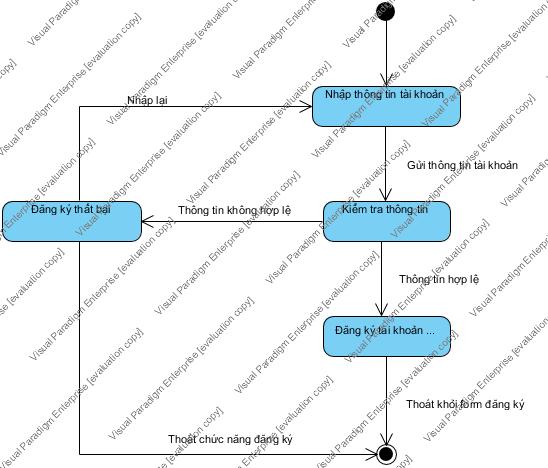 Nhập thông tin tài khoản
Nhập lại
Gửi thông tin tài khoản
Đăng ký thất bại
Thông tin không hợp lệ
Kiểm tra thông tin
Thông tin hợp lệ
Đăng ký tài khoản ...
Thoát khỏi form đăng ký
Thoát chức năng đăng ký
Visual Paradigm Enterprise [evaluation copy]